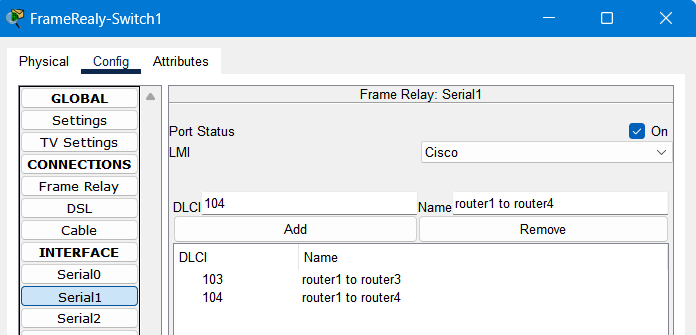 FrameRealy-Switch1
Physical Config Attributes
GLOBAL
Settings
TV Settings
CONNECTIONS
Frame Relay
DSL
Cable
INTERFACE
Serial0
Serial1
Serial2
Frame Relay: Serial1
Port Status On
LMI Cisco
DLCI 104 Name router1 to router4
Add Remove
DLCI Name
103 router1 to router3
104 router1 to router4